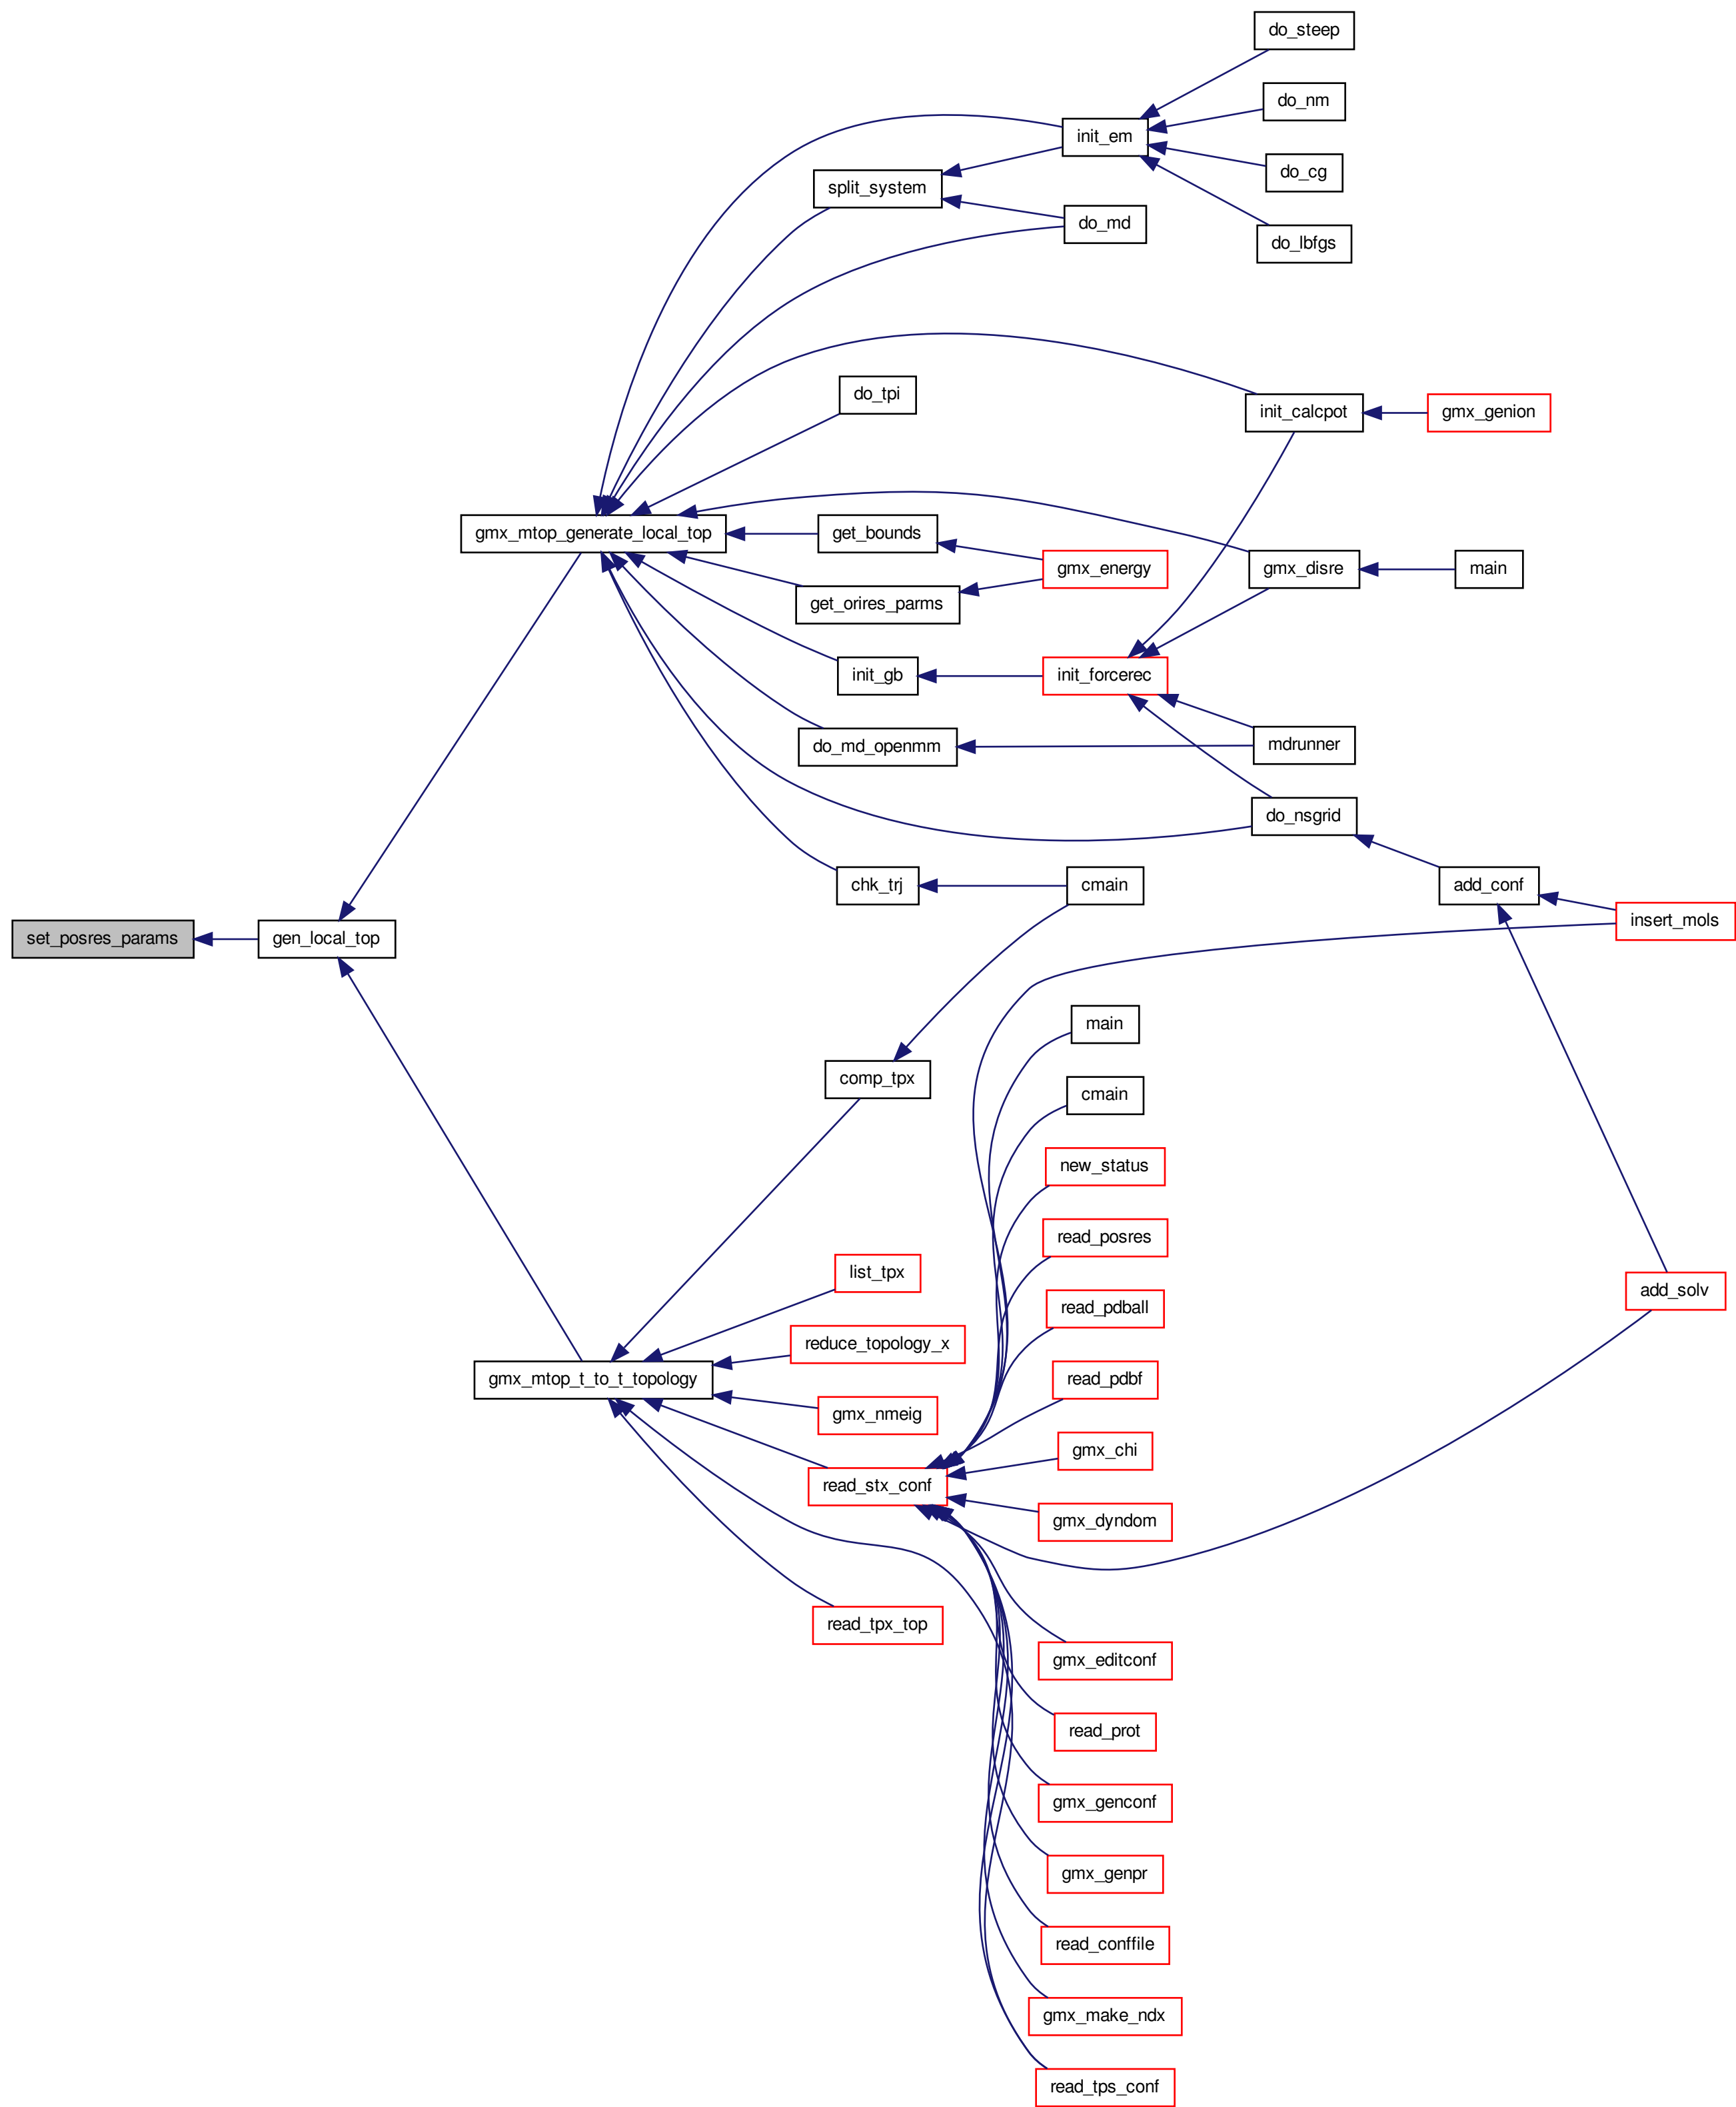 do_steep
do_nm
init_em
do_cg
split_system
do_md
do_lbfgs
do_tpi
init_calcpot
gmx_genion
gmx_mtop_generate_local_top
get_bounds
gmx_energy
gmx_disre
main
get_orires_parms
init_gb
init_forcerec
do_md_openmm
mdrunner
do_nsgrid
chk_trj
cmain
add_conf
insert_mols
set_posres_params
gen_local_top
main
comp_tpx
cmain
new_status
read_posres
list_tpx
read_pdball
add_solv
reduce_topology_x
gmx_mtop_t_to_t_topology
read_pdbf
gmx_nmeig
gmx_chi
read_stx_conf
gmx_dyndom
read_tpx_top
gmx_editconf
read_prot
gmx_genconf
gmx_genpr
read_conffile
gmx_make_ndx
read_tps_conf